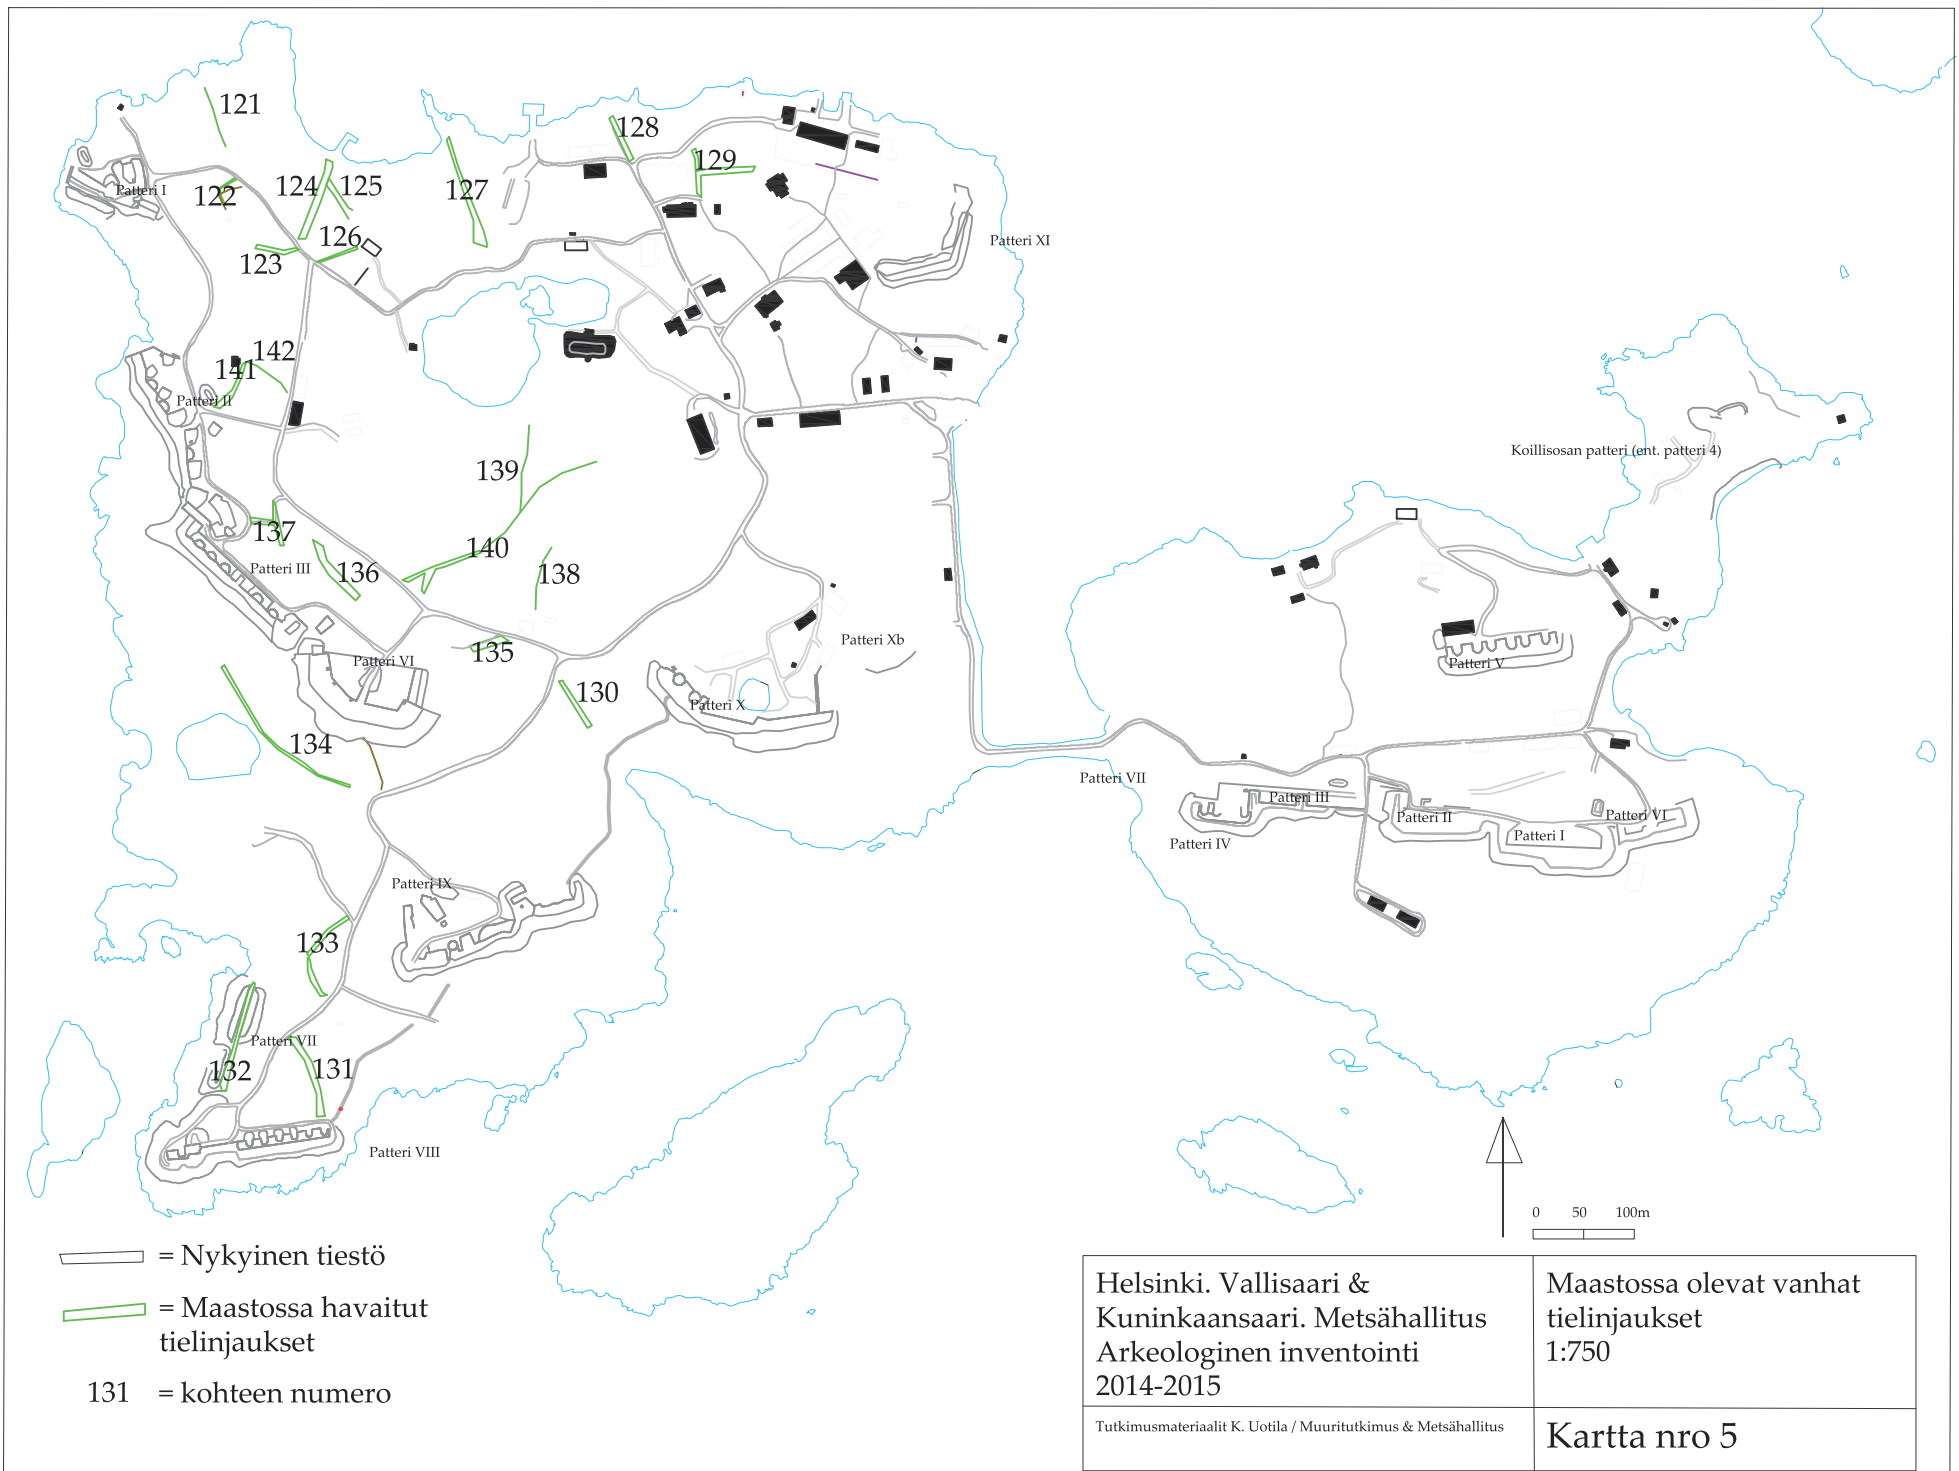 121
128
129
Patteri I
122
124
125
127
126
123
Patteri XI
142
141
Patteri II
Koillisosan patteri (ent. patteri 4)
139
137
140
Patteri III
136
138
Patteri Xb
135
Patteri VI
Patteri V
130
Patteri X
134
Patteri VII
Patteri III
Patteri II
Patteri VI
Patteri I
Patteri IV
Patteri IX
133
Patteri VII
132
131
Patteri VIII
0 50 100m
= Nykyinen tiestö
= Maastossa havaitut
tielinjaukset
131 = kohteen numero
Helsinki. Vallisaari &
Kuninkaansaari. Metsähallitus
Arkeologinen inventointi
2014-2015
Maastossa olevat vanhat
tielinjaukset
1:750
Tutkimusmateriaalit K. Uotila / Muuritutkimus & Metsähallitus
Kartta nro 5